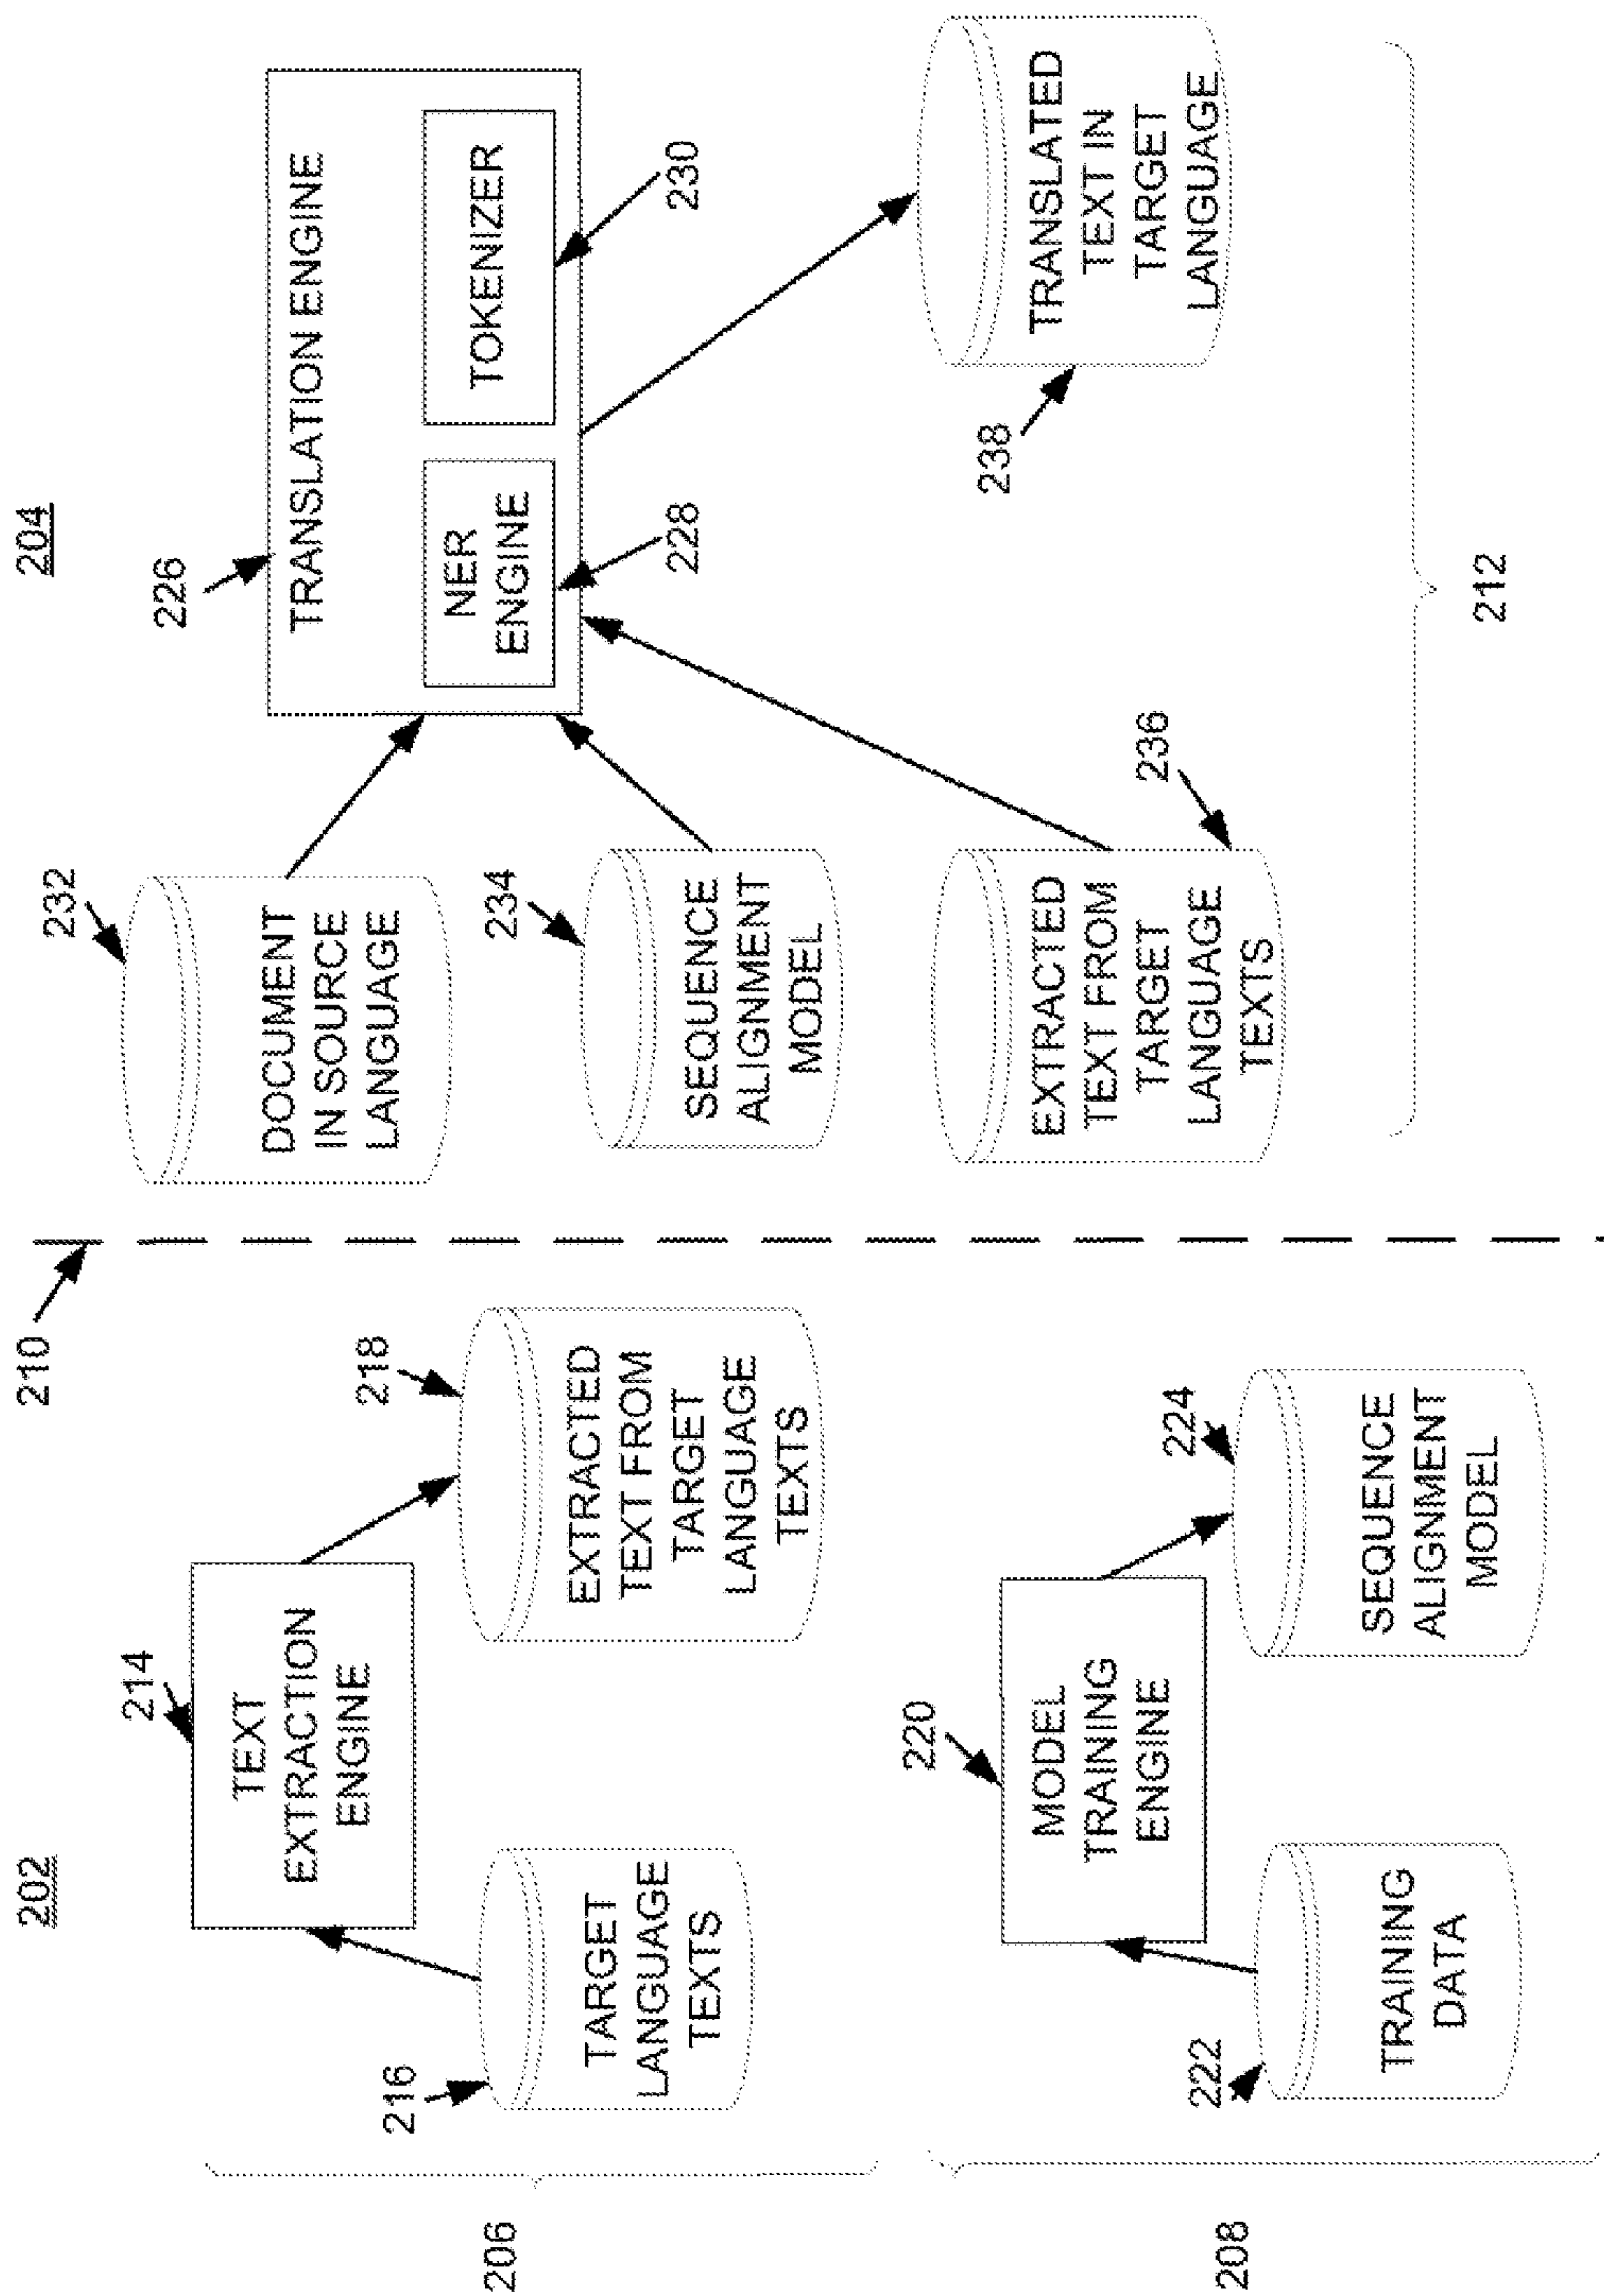 202
210
204
206
214
TEXT
EXTRACTION
ENGINE
216
TARGET
LANGUAGE
TEXTS
218
EXTRACTED
TEXT FROM
TARGET
LANGUAGE
TEXTS
208
220
MODEL
TRAINING
ENGINE
222
TRAINING
DATA
224
SEQUENCE
ALIGNMENT
MODEL
232
DOCUMENT
IN SOURCE
LANGUAGE
234
SEQUENCE
ALIGNMENT
MODEL
236
EXTRACTED
TEXT FROM
TARGET
LANGUAGE
TEXTS
226
TRANSLATION ENGINE
NER
ENGINE
228
TOKENIZER
230
238
TRANSLATED
TEXT IN
TARGET
LANGUAGE
212